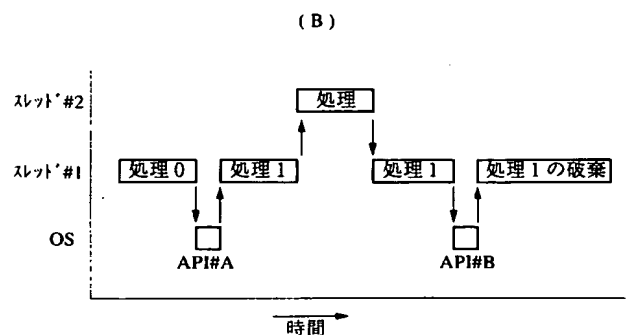 (B)
ｽﾚｯﾄﾞ#2
処理
ｽﾚｯﾄﾞ#1
処理0
処理1
処理1
処理1の破棄
OS
API#A
API#B
時間